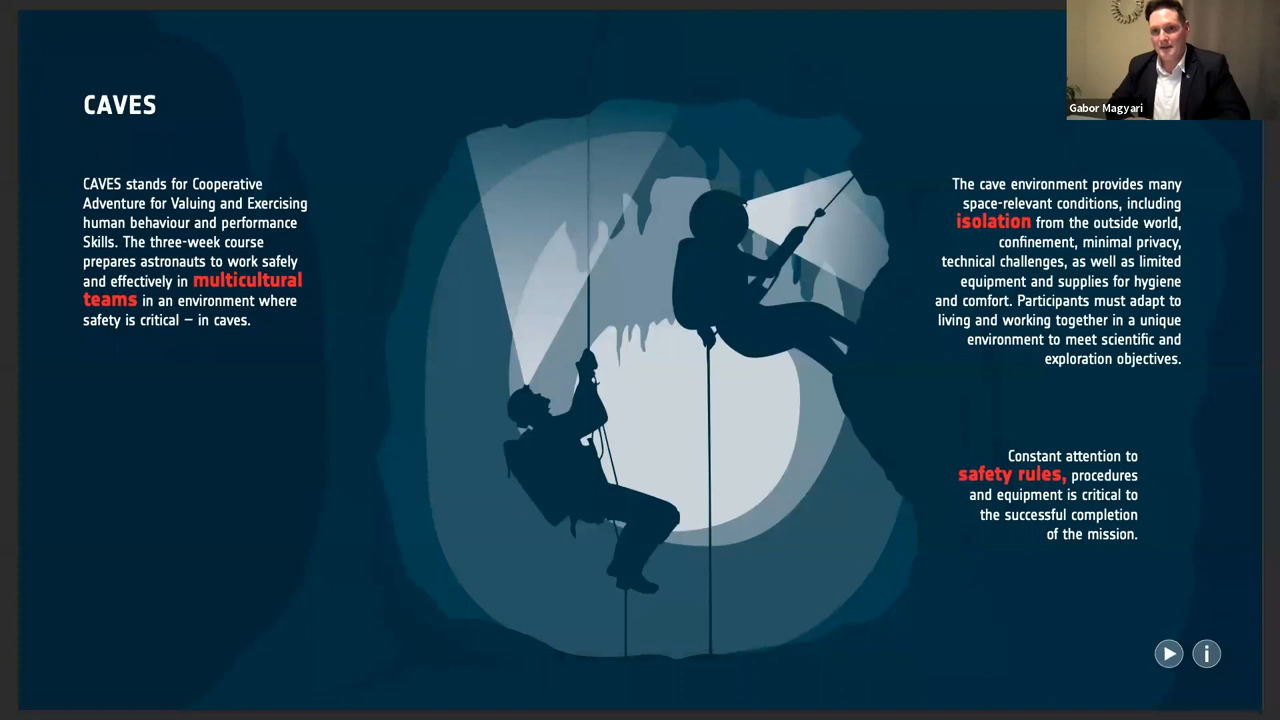 CAVES
CAVES stands for Cooperative
Adventure for Valuing and Exercising
human behaviour and performance
Skills. The three-week course
prepares astronauts to work safely
and effectively in multicultural
teams in an environment where
safety is critical – in caves.
The cave environment provides many
space-relevant conditions, including
isolation from the outside world,
confinement, minimal privacy,
technical challenges, as well as limited
equipment and supplies for hygiene
and comfort. Participants must adapt to
living and working together in a unique
environment to meet scientific and
exploration objectives.
Constant attention to
safety rules, procedures
and equipment is critical to
the successful completion
of the mission.
Gabor Magyari
i